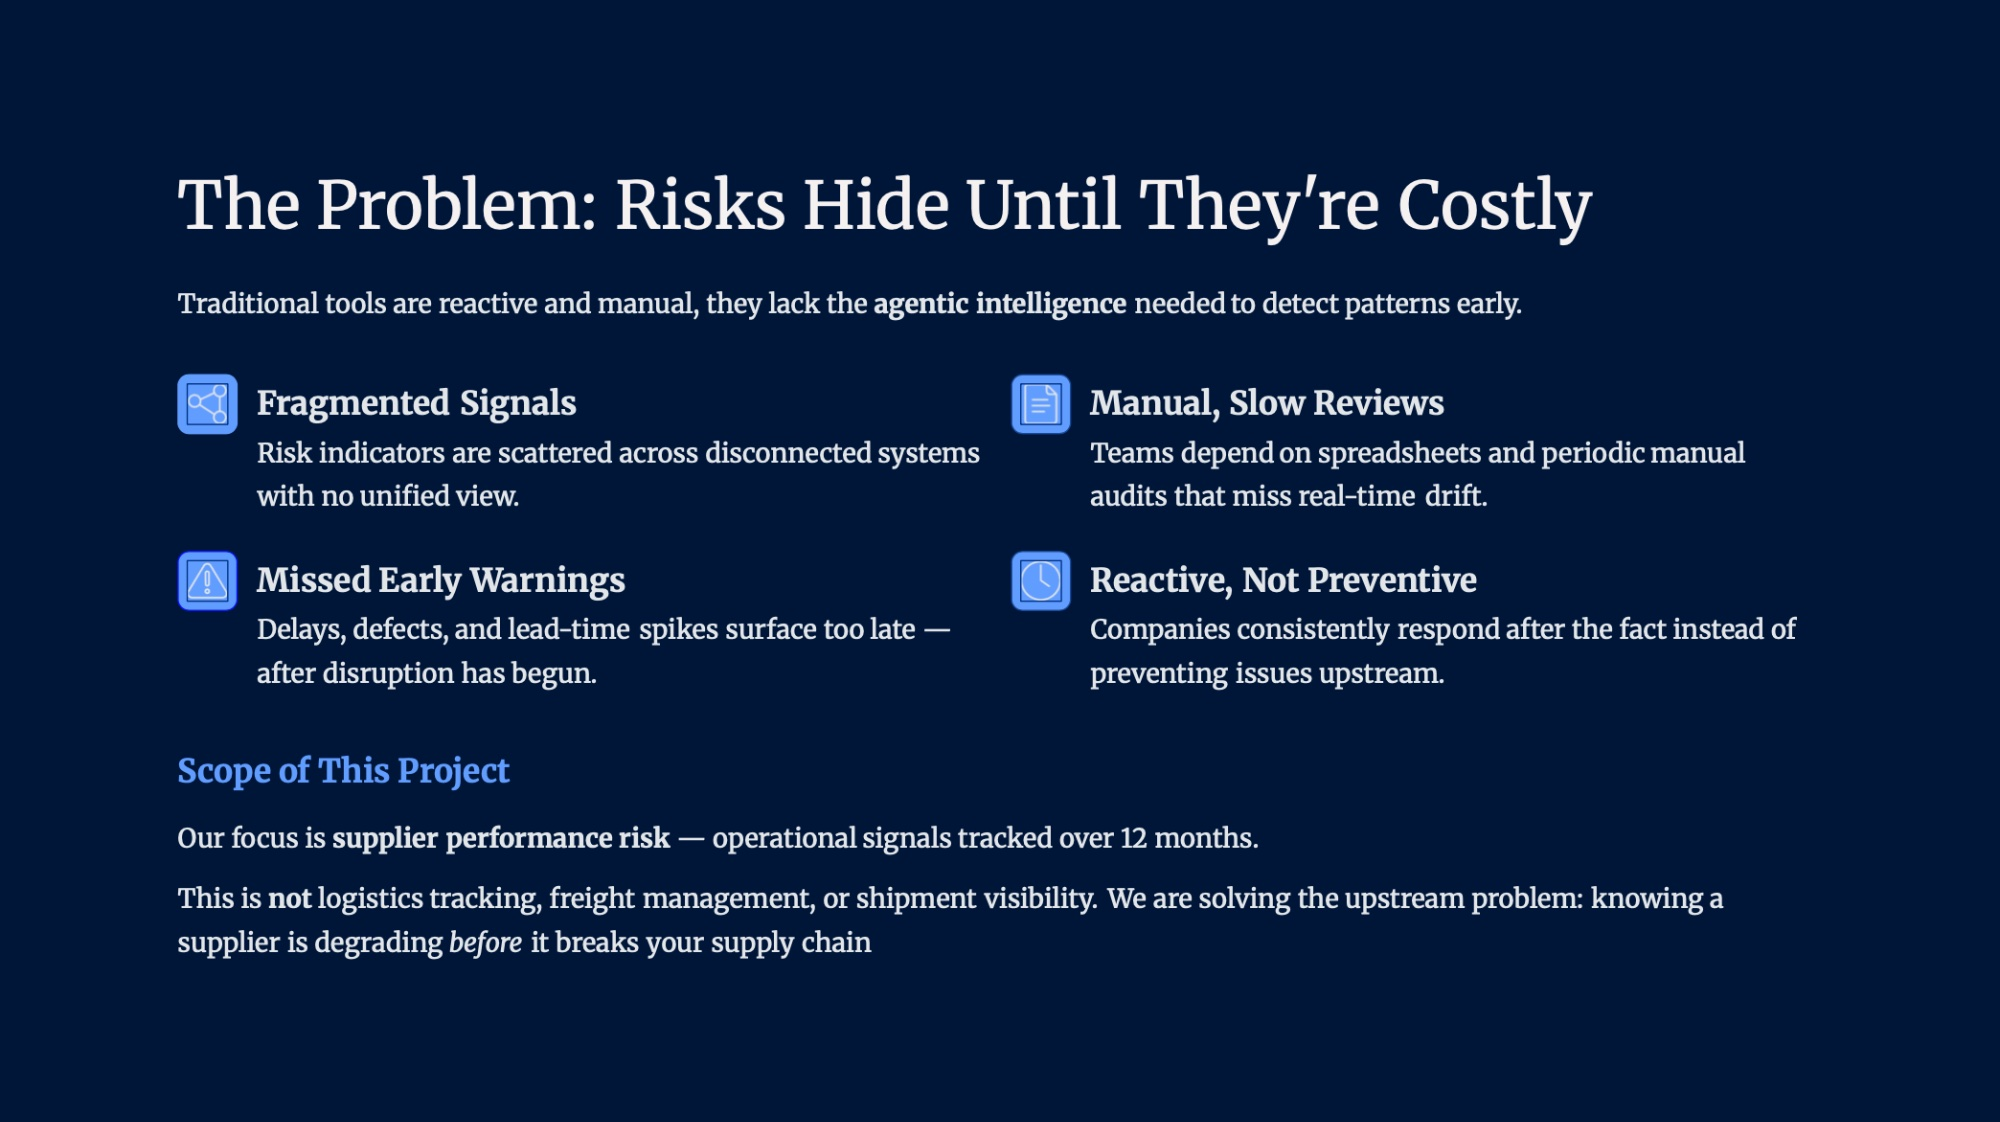 The Problem: Risks Hide Until They're Costly
Traditional tools are reactive and manual, they lack the agentic intelligence needed to detect patterns early.
Fragmented Signals
Risk indicators are scattered across disconnected systems
with no unified view.
Manual, Slow Reviews
Teams depend on spreadsheets and periodic manual
audits that miss real-time drift.
Missed Early Warnings
Delays, defects, and lead-time spikes surface too late —
after disruption has begun.
Reactive, Not Preventive
Companies consistently respond after the fact instead of
preventing issues upstream.
Scope of This Project
Our focus is supplier performance risk — operational signals tracked over 12 months.
This is not logistics tracking, freight management, or shipment visibility. We are solving the upstream problem: knowing a
supplier is degrading before it breaks your supply chain